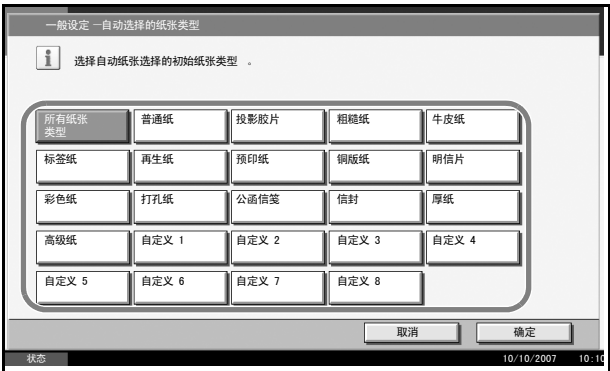 一般设定 —自动选择的纸张类型
i 选择自动纸张选择的初始纸张类型 。
所有纸张 普通纸 投影胶片 粗糙纸 牛皮纸
类型
标签纸 再生纸 预印纸 铜版纸 明信片
彩色纸 打孔纸 公函信笺 信封 厚纸
高级纸 自定义 1 自定义 2 自定义 3 自定义 4
自定义 5 自定义 6 自定义 7 自定义 8
取消 确定
状态 10/10/2007 10:10